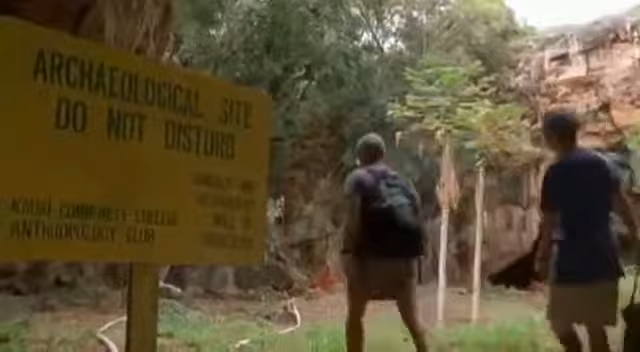 ARCHAEOLOGICAL SITE
DO NOT DISTURB
KAUAI COMMUNITY COLLEGE
ANTHROPOLOGY CLUB